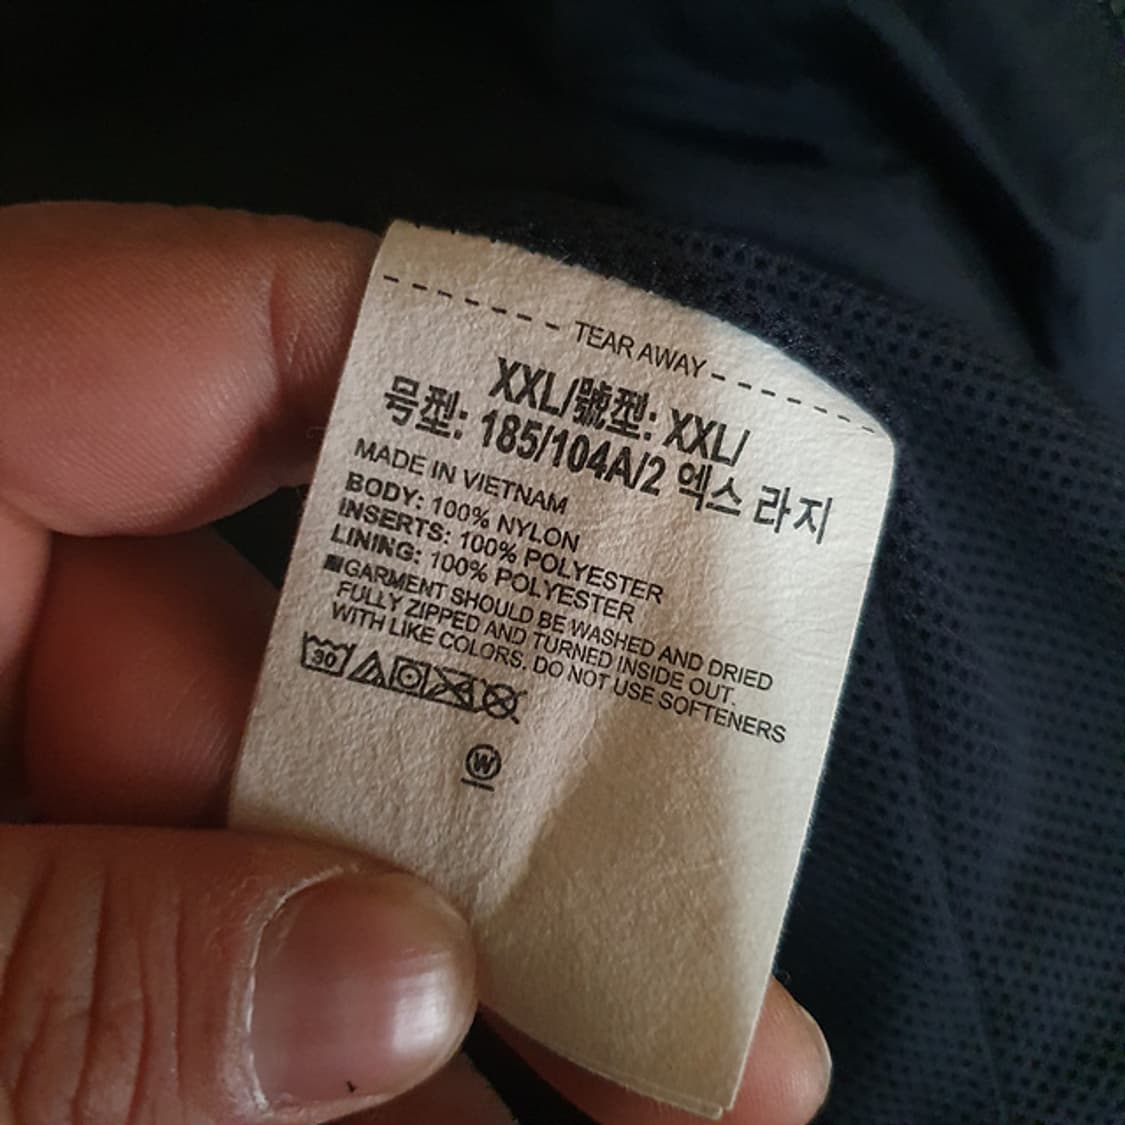 TEAR AWAY
XXL/號型: XXL/
号型: 185/104A/2 엑스 라지
MADE IN VIETNAM
BODY: 100% NYLON
INSERTS: 100% POLYESTER
LINING: 100% POLYESTER
■GARMENT SHOULD BE WASHED AND DRIED
FULLY ZIPPED AND TURNED INSIDE OUT.
WITH LIKE COLORS. DO NOT USE SOFTENERS
30
W